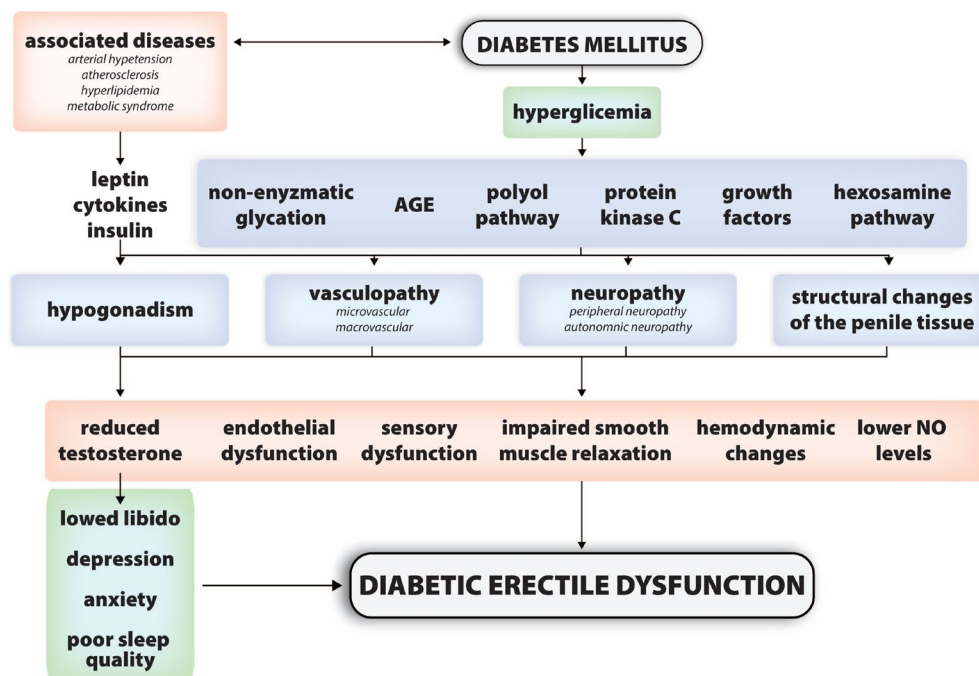 associated diseases
arterial hypetension
atherosclerosis
hyperlipidemia
metabolic syndrome
DIABETES MELLITUS
hyperglicemia
leptin
cytokines
insulin
non-enyzmatic
glycation
AGE
polyol
pathway
protein
kinase C
growth
factors
hexosamine
pathway
hypogonadism
vasculopathy
microvascular
macrovascular
neuropathy
peripheral neuropathy
autonomnic neuropathy
structural changes
of the penile tissue
reduced
testosterone
endothelial
dysfunction
sensory
dysfunction
impaired smooth
muscle relaxation
hemodynamic
changes
lower NO
levels
lowed libido
depression
anxiety
poor sleep
quality
DIABETIC ERECTILE DYSFUNCTION